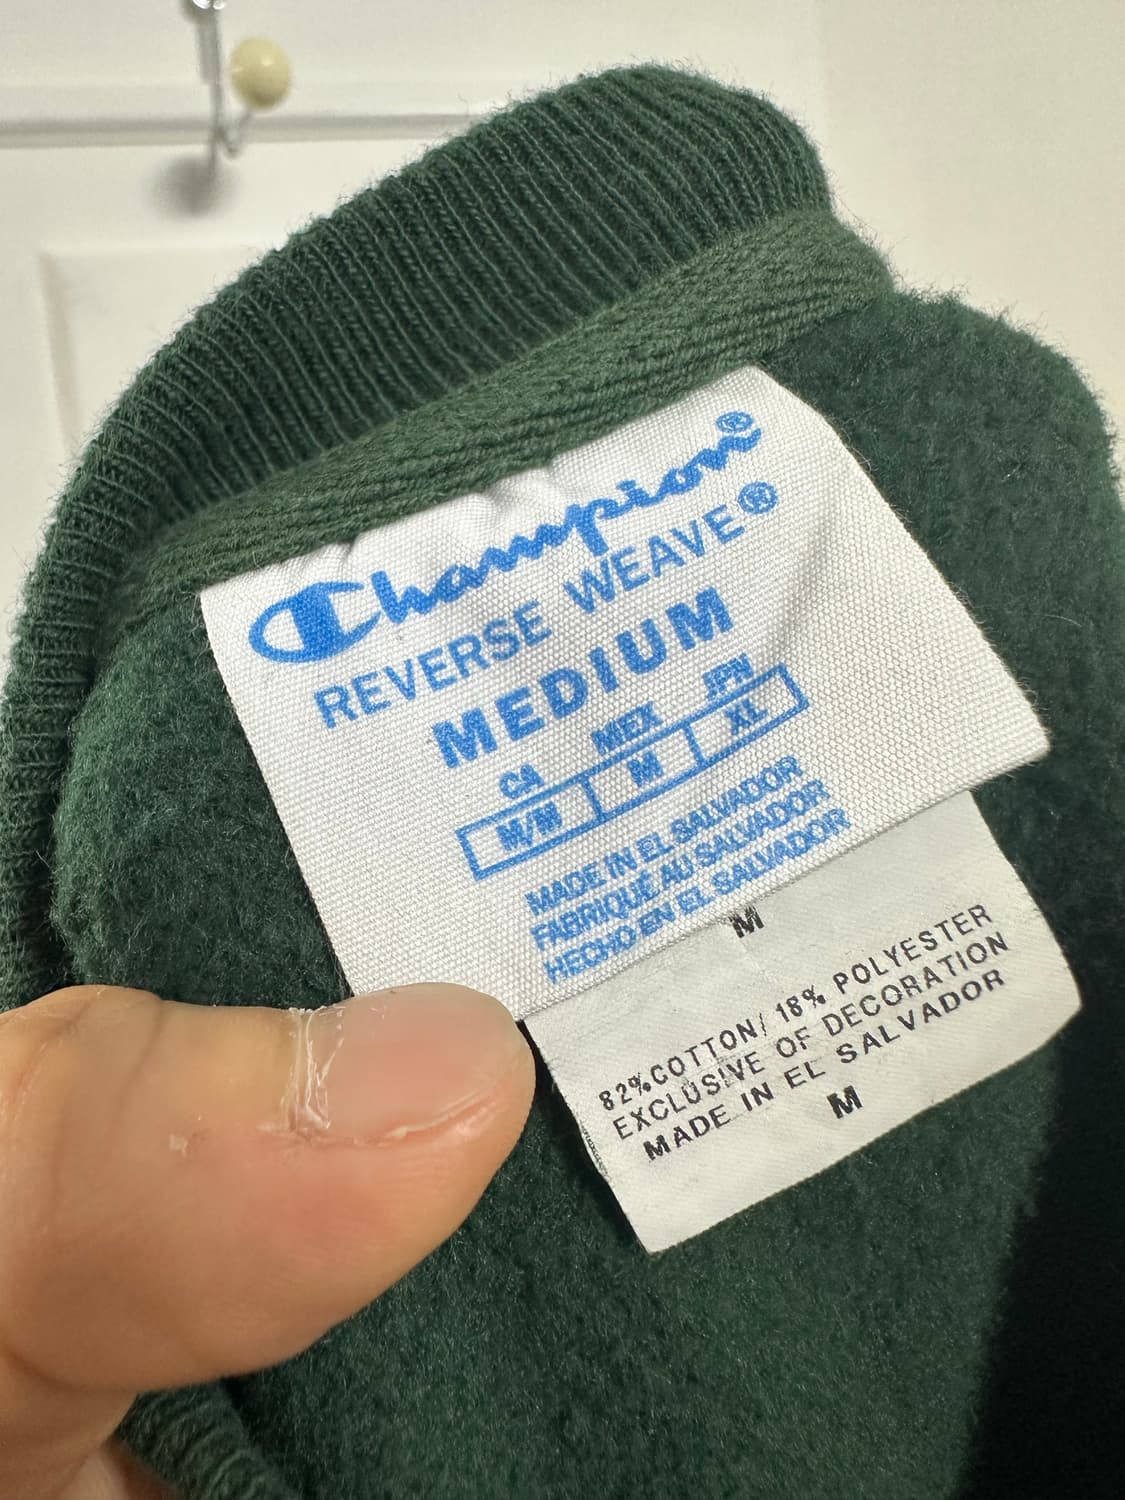 Champion®
REVERSE WEAVE®
MEDIUM
CA MEX JPN
M/M M XL
MADE IN EL SALVADOR
FABRIQUÉ AU SALVADOR
HECHO EN EL SALVADOR
M
82% COTTON/ 18% POLYESTER
EXCLUSIVE OF DECORATION
MADE IN EL SALVADOR
M